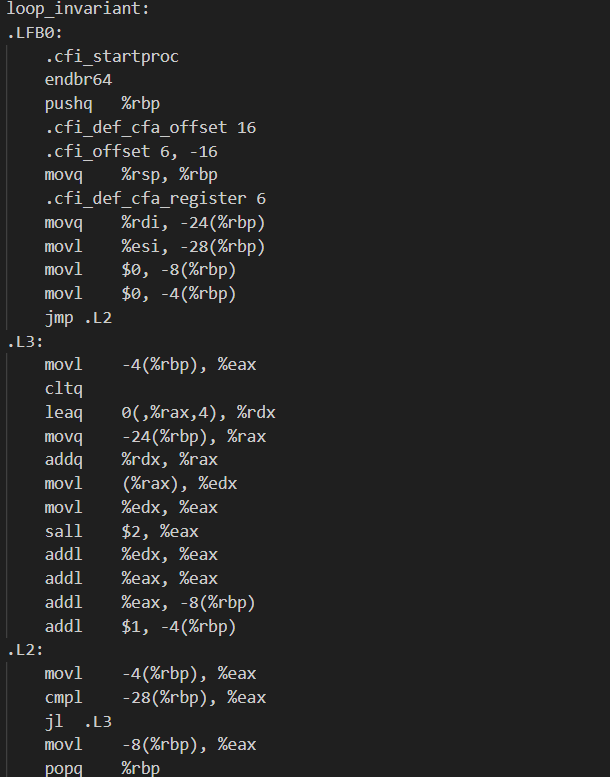 loop_invariant:
.LFB0:
    .cfi_startproc
    endbr64
    pushq   %rbp
    .cfi_def_cfa_offset 16
    .cfi_offset 6, -16
    movq    %rsp, %rbp
    .cfi_def_cfa_register 6
    movq    %rdi, -24(%rbp)
    movl    %esi, -28(%rbp)
    movl    $0, -8(%rbp)
    movl    $0, -4(%rbp)
    jmp .L2
.L3:
    movl    -4(%rbp), %eax
    cltq
    leaq    0(,%rax,4), %rdx
    movq    -24(%rbp), %rax
    addq    %rdx, %rax
    movl    (%rax), %edx
    movl    %edx, %eax
    sall    $2, %eax
    addl    %edx, %eax
    addl    %eax, %eax
    addl    %eax, -8(%rbp)
    addl    $1, -4(%rbp)
.L2:
    movl    -4(%rbp), %eax
    cmpl    -28(%rbp), %eax
    jl  .L3
    movl    -8(%rbp), %eax
    popq    %rbp